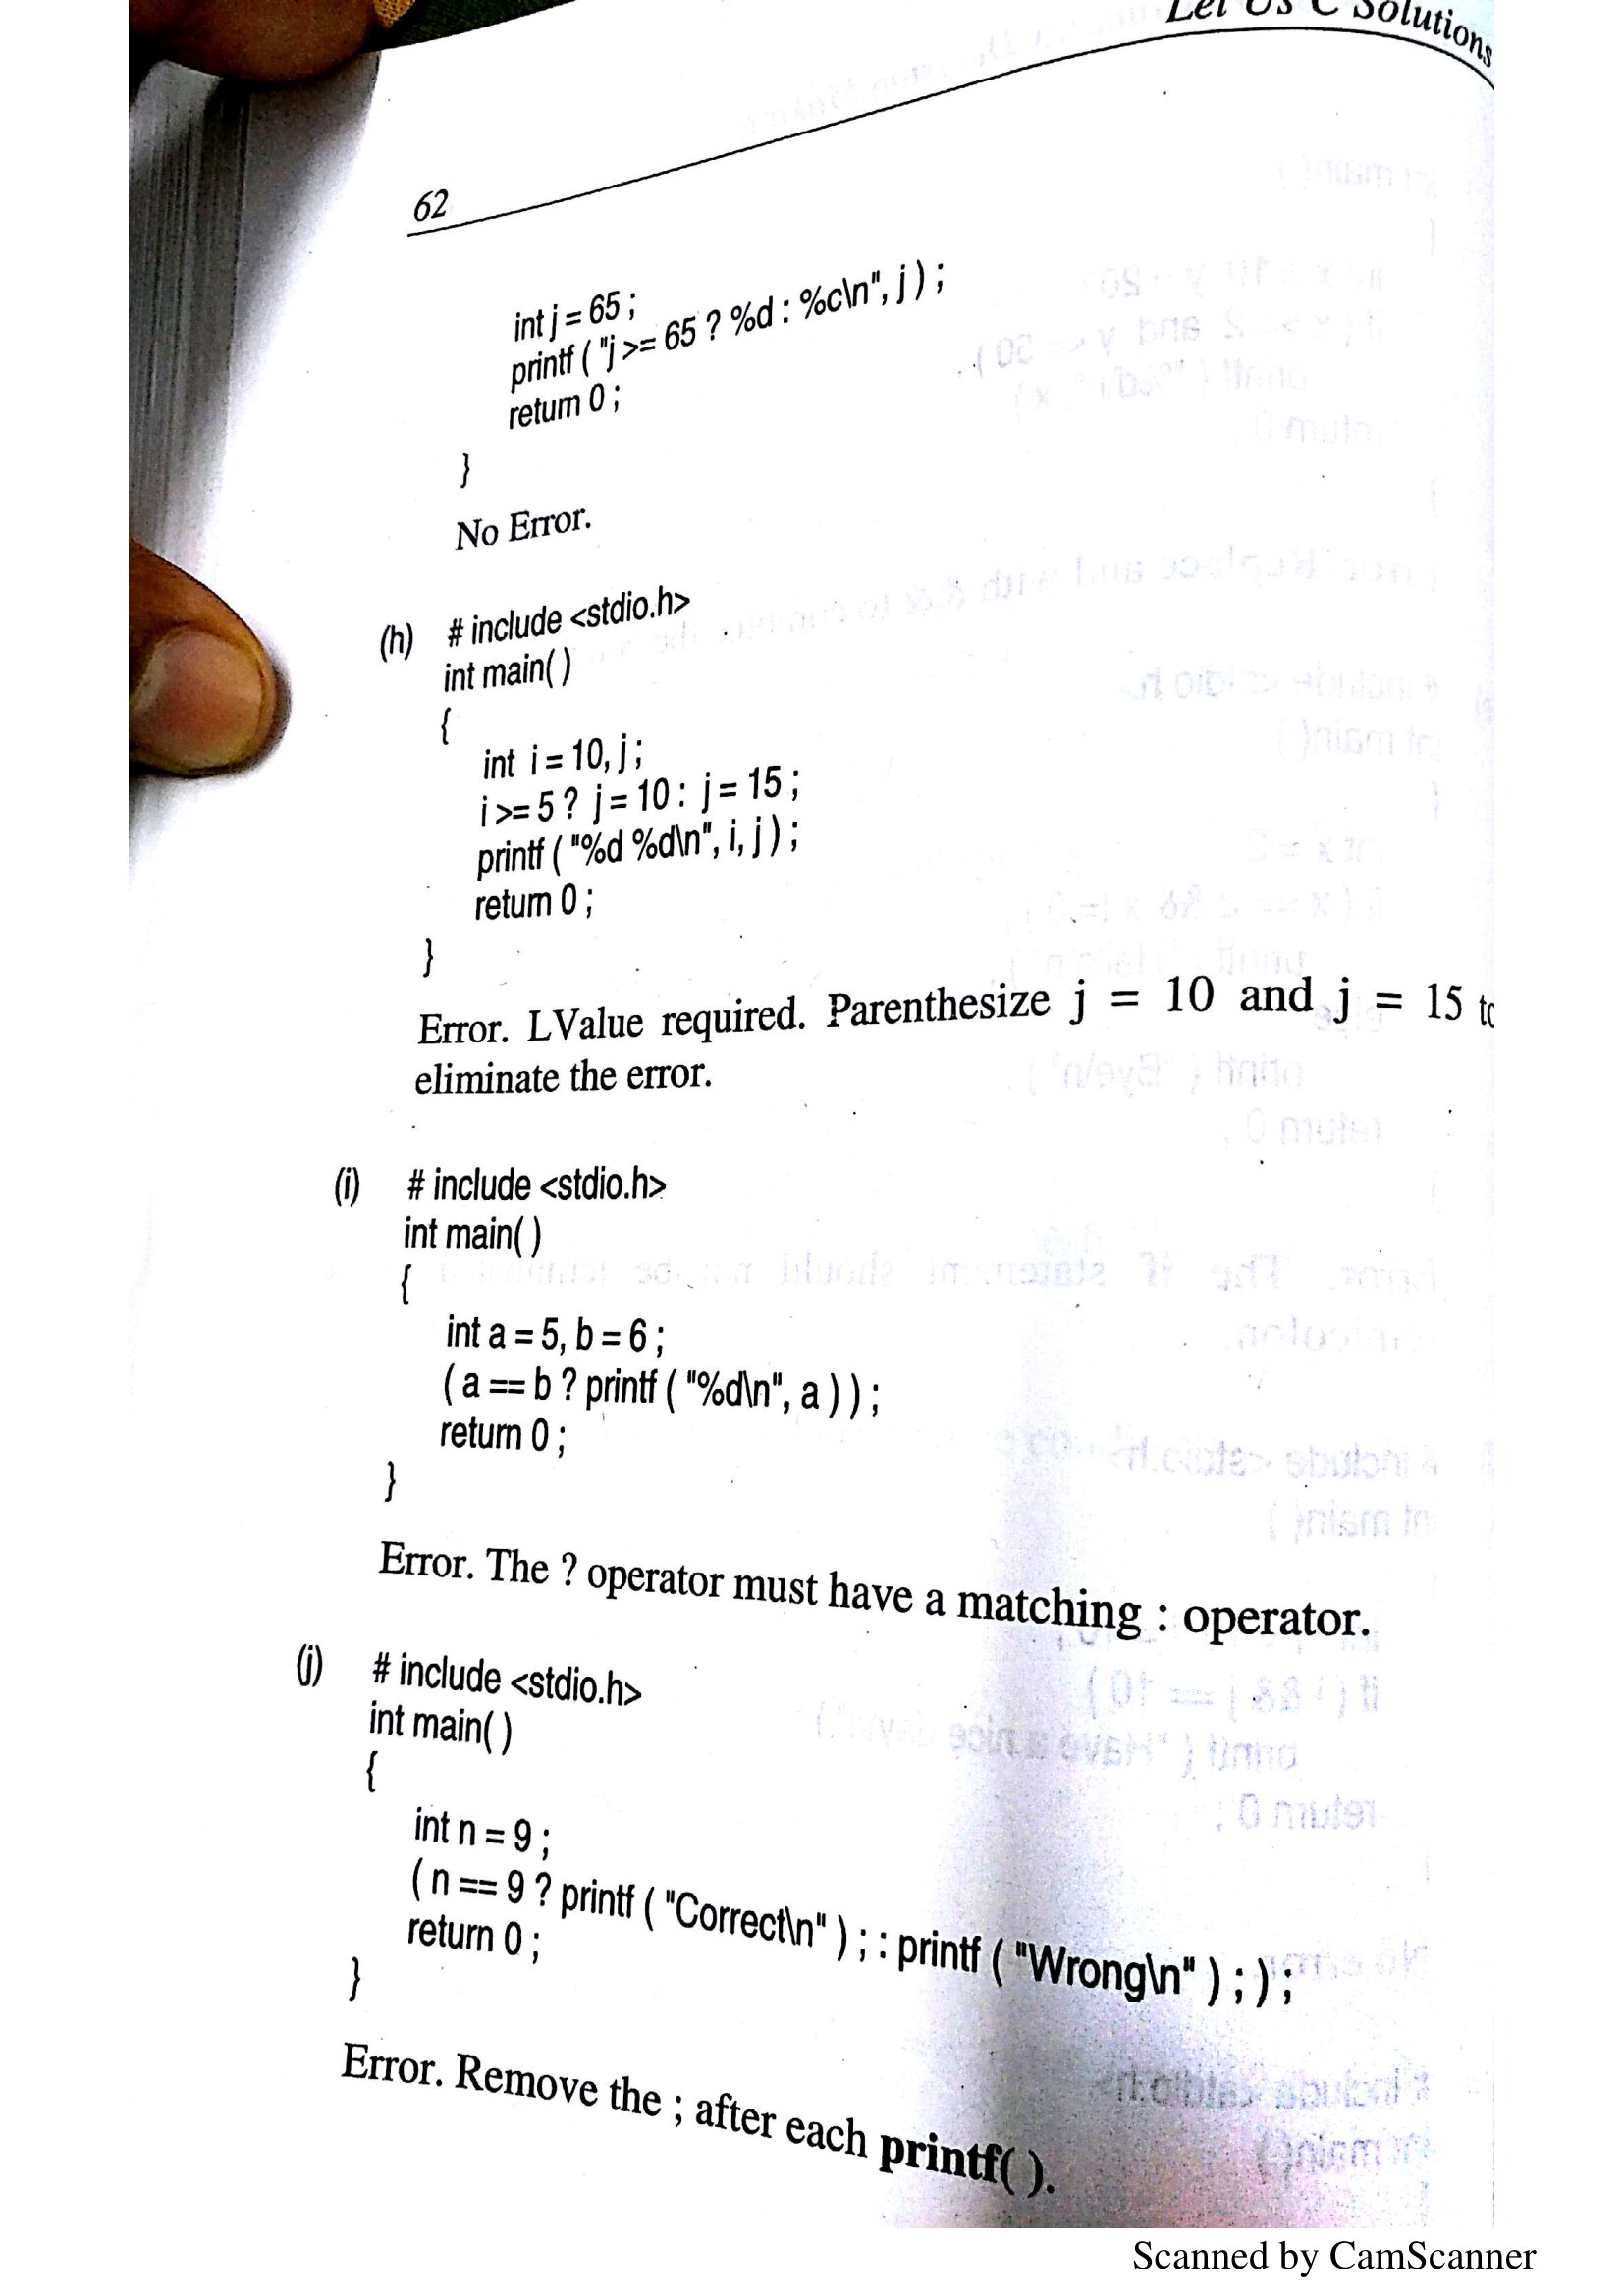 Let Us C Solutions
62
int j = 65 ;
printf ( "j >= 65 ? %d : %c\n", j ) ;
return 0 ;
}
No Error.
(h) # include <stdio.h>
int main( )
{
int i = 10, j ;
i >= 5 ? j = 10 : j = 15 ;
printf ( "%d %d\n", i, j ) ;
return 0 ;
}
Error. LValue required. Parenthesize j = 10 and j = 15 to
eliminate the error.
(i) # include <stdio.h>
int main( )
{
int a = 5, b = 6 ;
( a == b ? printf ( "%d\n", a ) ) ;
return 0 ;
}
Error. The ? operator must have a matching : operator.
(j) # include <stdio.h>
int main( )
{
int n = 9 ;
( n == 9 ? printf ( "Correct\n" ) ; : printf ( "Wrong\n" ) ; ) ;
return 0 ;
}
Error. Remove the ; after each printf( ).
Scanned by CamScanner